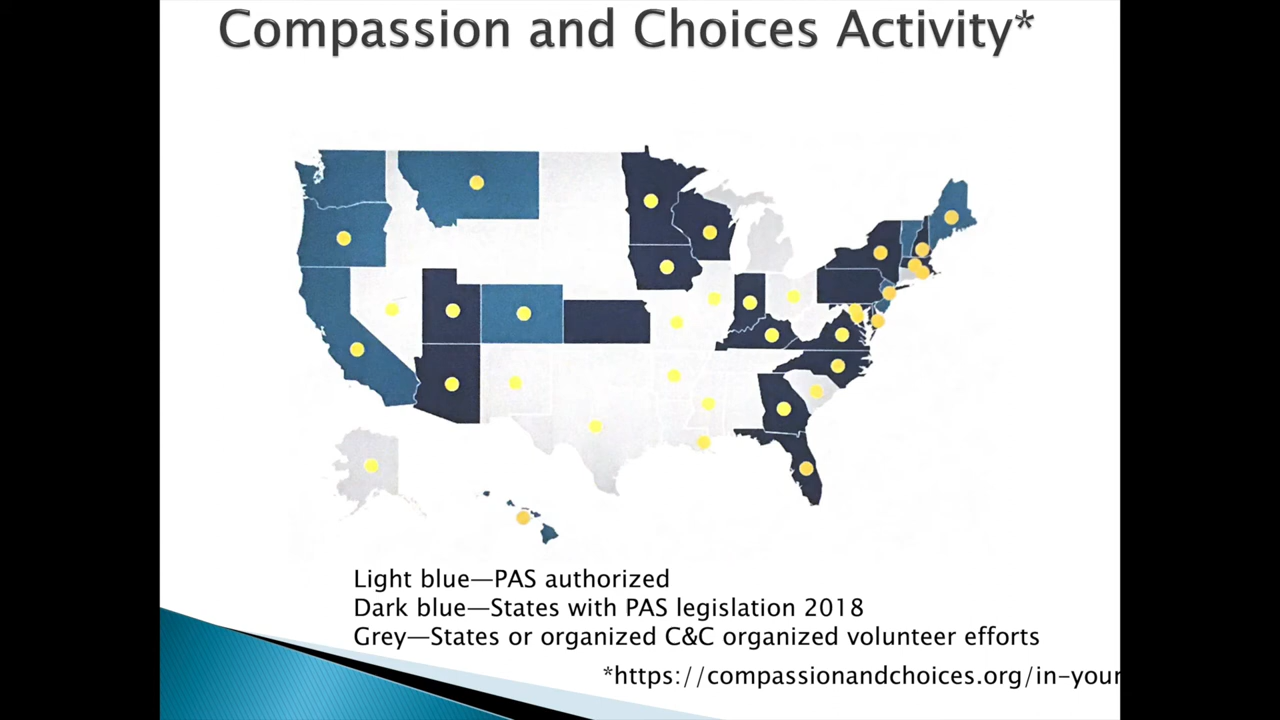 Compassion and Choices Activity*
Light blue—PAS authorized
Dark blue—States with PAS legislation 2018
Grey—States or organized C&C organized volunteer efforts
*https://compassionandchoices.org/in-your